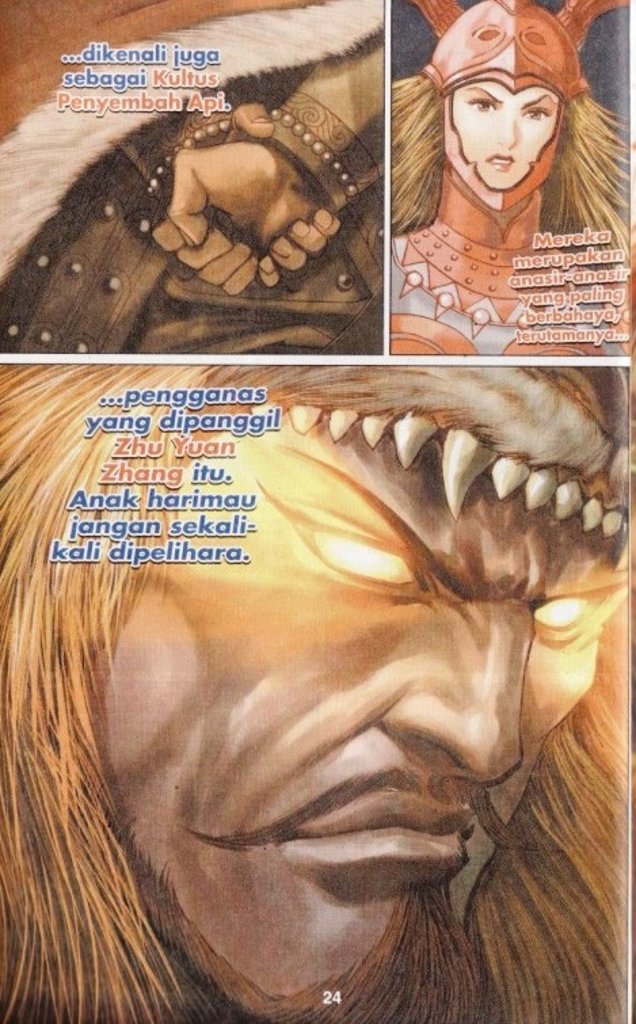 ...dikenali juga
sebagai Kultus
Penyembah Api.
Mereka
merupakan
anasir-anasir
yang paling
berbahaya,
terutamanya...
...pengganas
yang dipanggil
Zhu Yuan
Zhang itu.
Anak harimau
jangan sekali-
kali dipelihara.
24